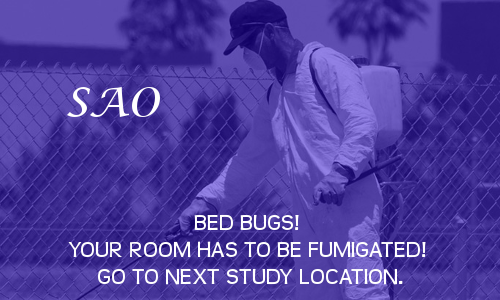 SAO
BED BUGS!
YOUR ROOM HAS TO BE FUMIGATED!
GO TO NEXT STUDY LOCATION.